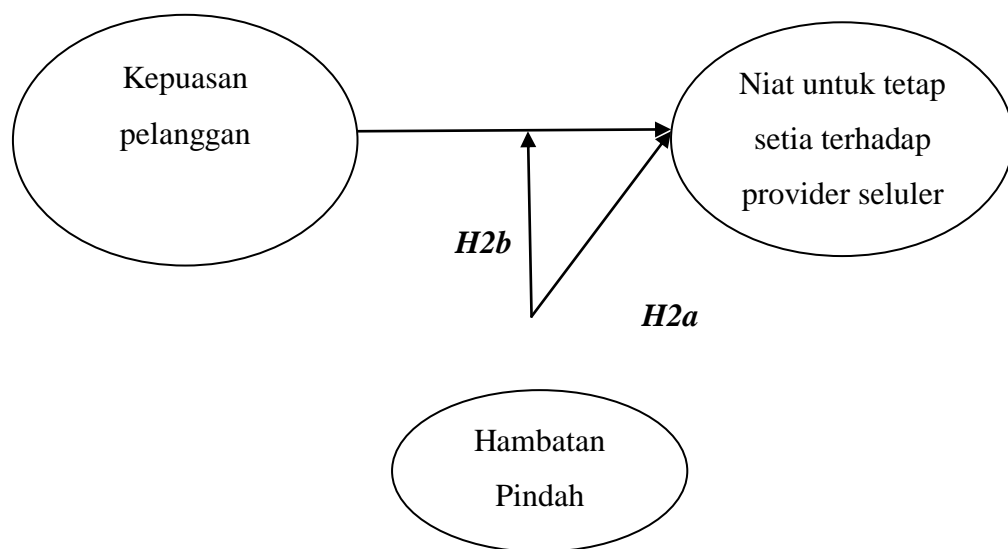 Kepuasan
pelanggan
Niat untuk tetap
setia terhadap
provider seluler
H2b
H2a
Hambatan
Pindah